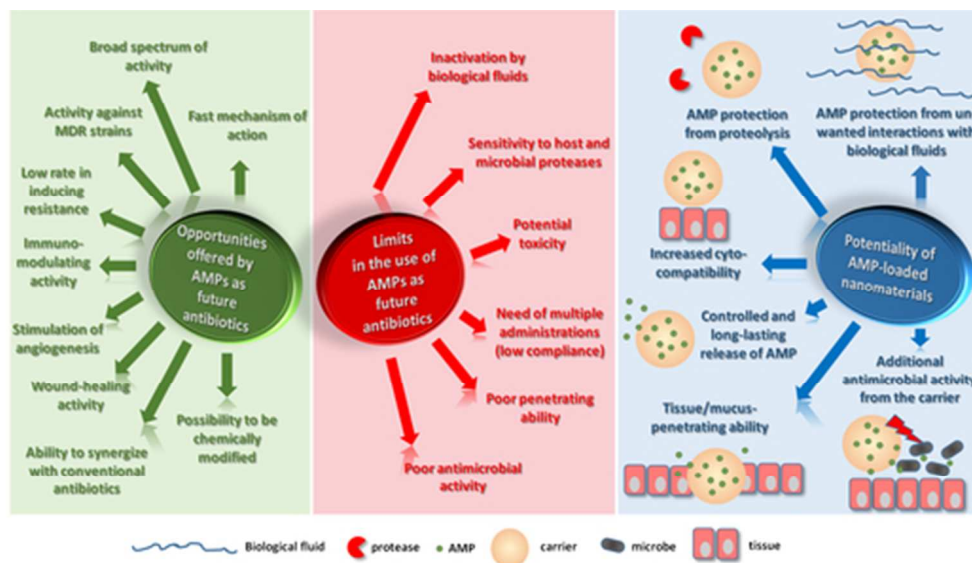 Broad spectrum of
activity
Activity against
MDR strains
Fast mechanism of
action
Low rate in
inducing
resistance
Immuno-
modulating
activity
Stimulation of
angiogenesis
Wound-healing
activity
Ability to synergize
with conventional
antibiotics
Possibility to be
chemically
modified
Opportunities
offered by
AMPs as
future
antibiotics
Inactivation by
biological fluids
Sensitivity to host and
microbial proteases
Potential
toxicity
Need of multiple
administrations
(low compliance)
Poor penetrating
ability
Poor antimicrobial
activity
Limits
in the use of
AMPs as
future
antibiotics
AMP protection
from proteolysis
AMP protection from un-
wanted interactions with
biological fluids
Increased cyto-
compatibility
Controlled and
long-lasting
release of AMP
Tissue/mucus-
penetrating ability
Additional
antimicrobial activity
from the carrier
Potentiality of
AMP-loaded
nanomaterials
Biological fluid protease AMP carrier microbe tissue